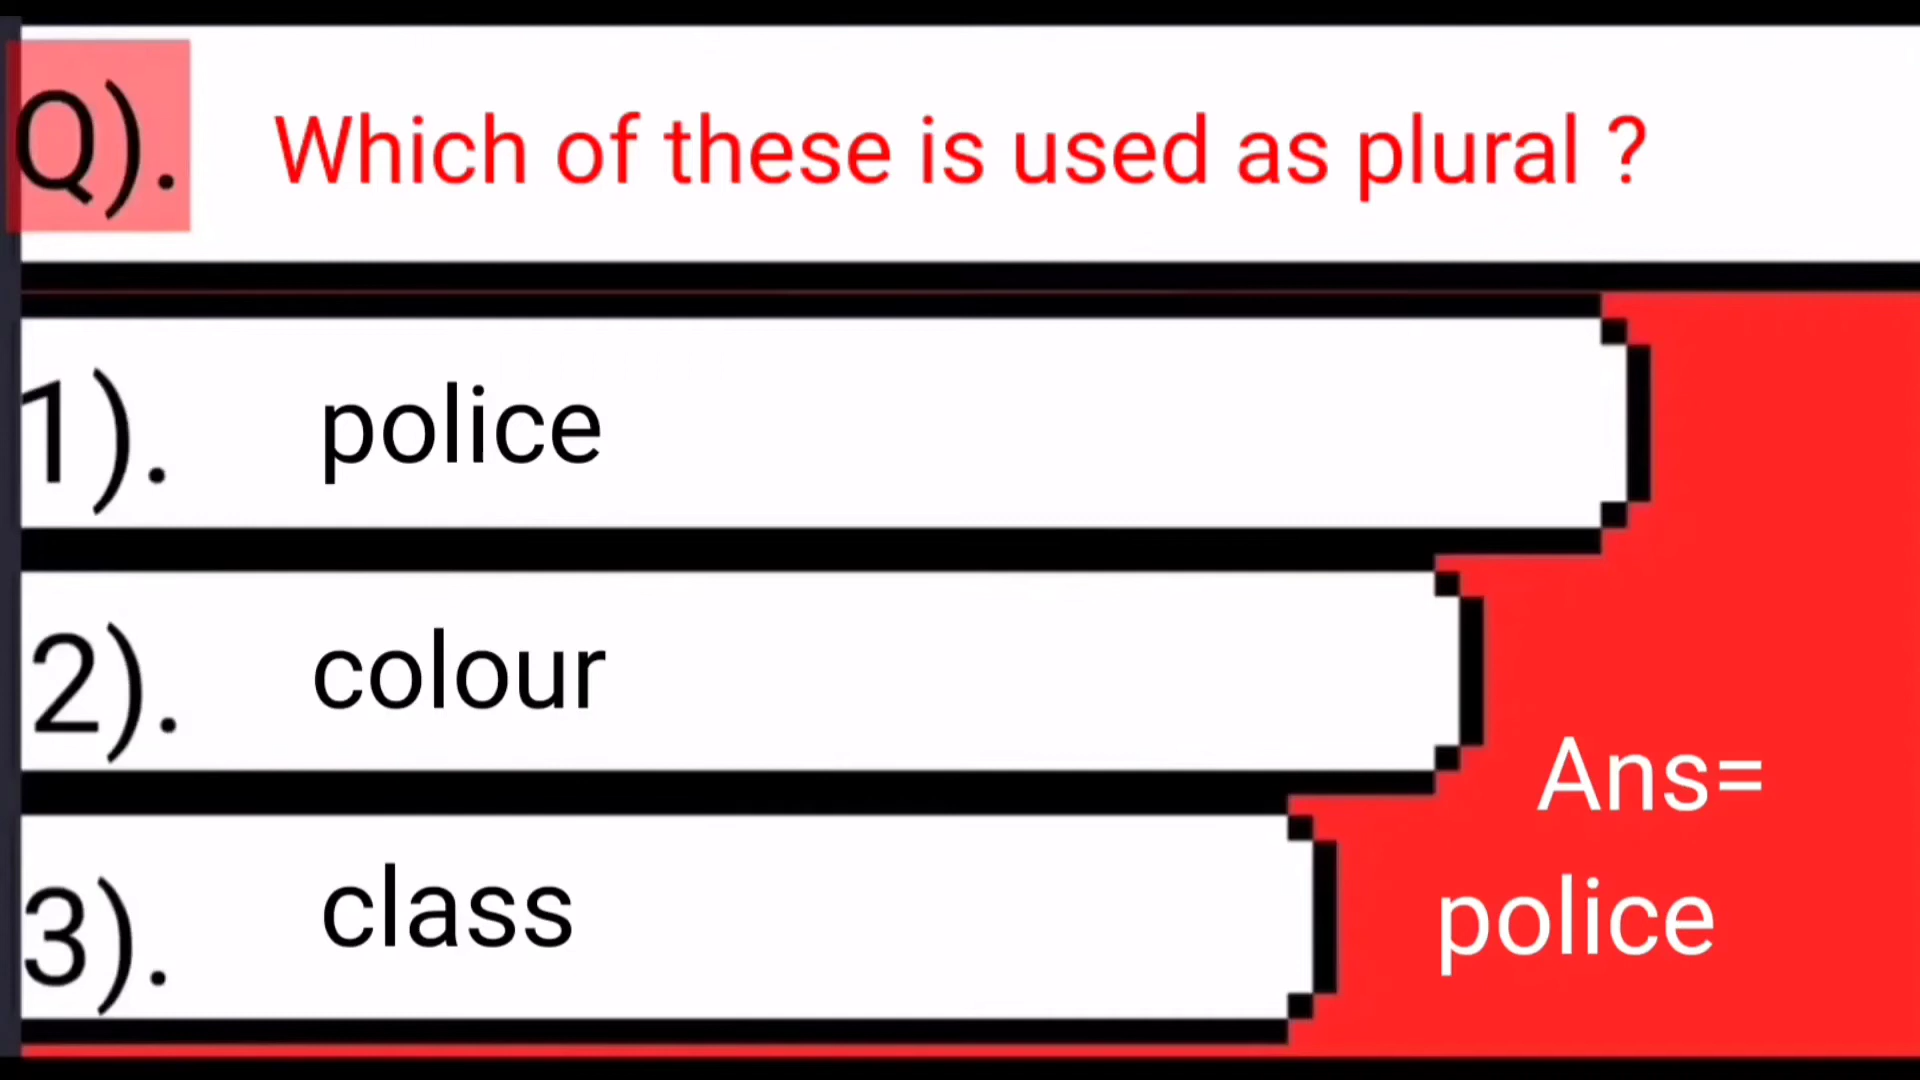 Q). Which of these is used as plural ?
1). police
2). colour
3). class
Ans=
police